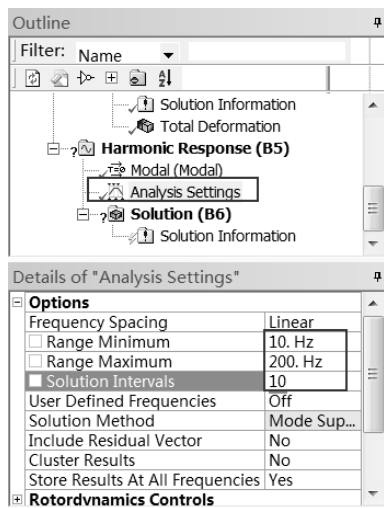 Outline
Filter: Name
Solution Information
Total Deformation
Harmonic Response (B5)
Modal (Modal)
Analysis Settings
Solution (B6)
Solution Information
Details of "Analysis Settings"
Options
Frequency Spacing Linear
Range Minimum 10. Hz
Range Maximum 200. Hz
Solution Intervals 10
User Defined Frequencies Off
Solution Method Mode Sup...
Include Residual Vector No
Cluster Results No
Store Results At All Frequencies Yes
Rotordynamics Controls